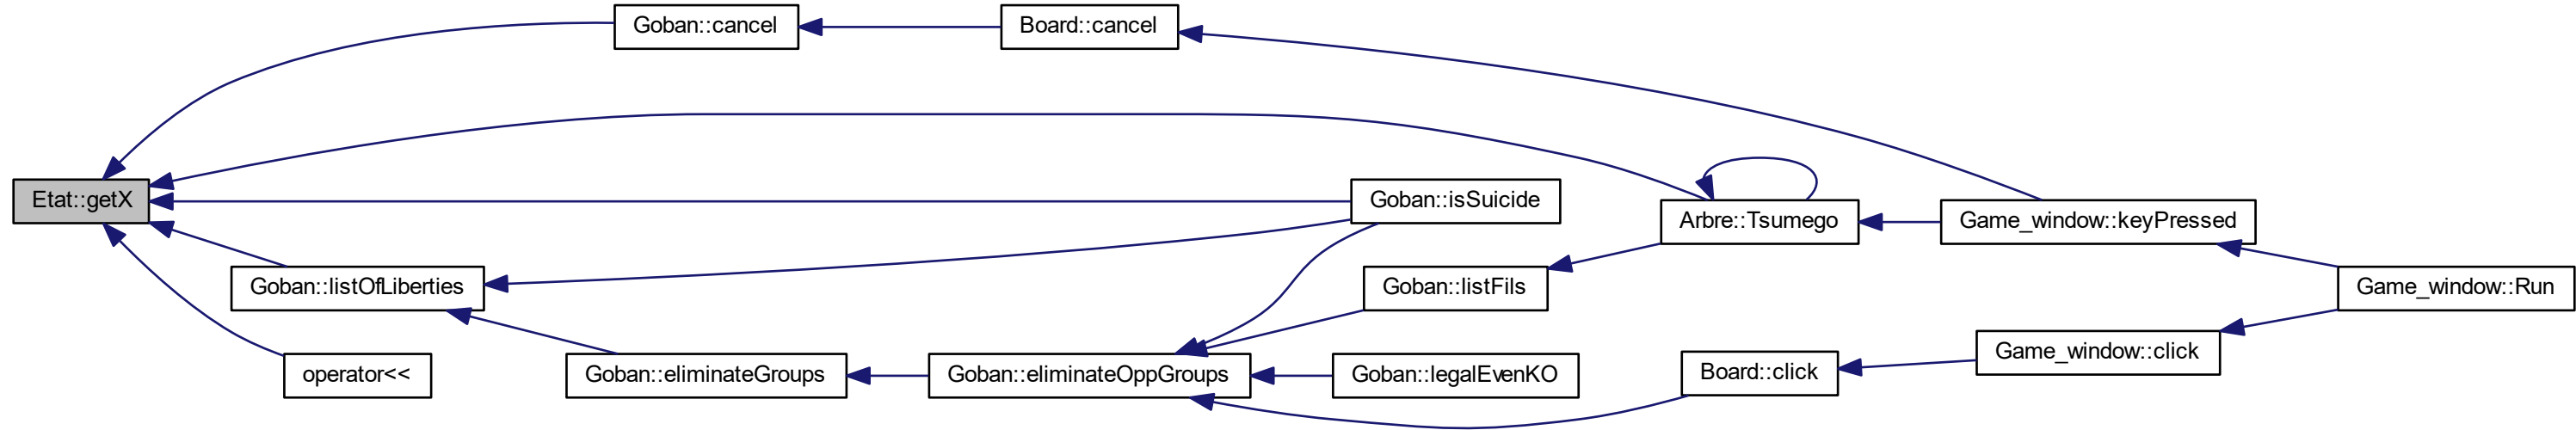 Goban::cancel
Board::cancel
Etat::getX
Goban::isSuicide
Arbre::Tsumego
Game_window::keyPressed
Goban::listOfLiberties
Goban::listFils
Game_window::Run
operator<<
Goban::eliminateGroups
Goban::eliminateOppGroups
Goban::legalEvenKO
Board::click
Game_window::click